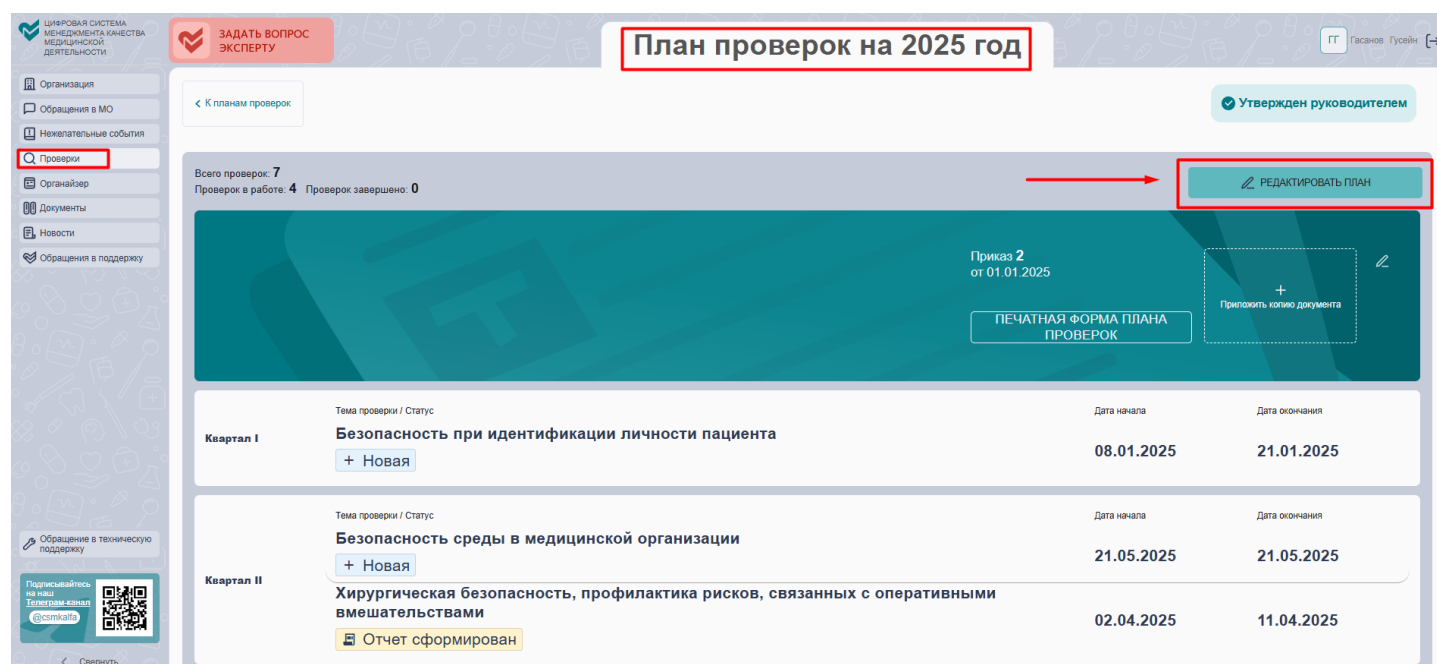 ЦИФРОВАЯ СИСТЕМА
МЕНЕДЖМЕНТА КАЧЕСТВА
МЕДИЦИНСКОЙ
ДЕЯТЕЛЬНОСТИ
ЗАДАТЬ ВОПРОС
ЭКСПЕРТУ
План проверок на 2025 год
ГГ Гасанов Гусейн
Организация
Обращения в МО
Нежелательные события
Проверки
Органайзер
Документы
Новости
Обращения в поддержку
Обращение в техническую
поддержку
Подписывайтесь
на наш
Телеграм-канал
@csmkalfa
Свернуть
К планам проверок
Утвержден руководителем
Всего проверок: 7
Проверок в работе: 4 Проверок завершено: 0
РЕДАКТИРОВАТЬ ПЛАН
Приказ 2
от 01.01.2025
ПЕЧАТНАЯ ФОРМА ПЛАНА
ПРОВЕРОК
+
Приложить копию документа
Квартал I
Тема проверки / Статус
Дата начала
Дата окончания
Безопасность при идентификации личности пациента
+ Новая
08.01.2025
21.01.2025
Квартал II
Тема проверки / Статус
Дата начала
Дата окончания
Безопасность среды в медицинской организации
+ Новая
21.05.2025
21.05.2025
Хирургическая безопасность, профилактика рисков, связанных с оперативными
вмешательствами
Отчет сформирован
02.04.2025
11.04.2025